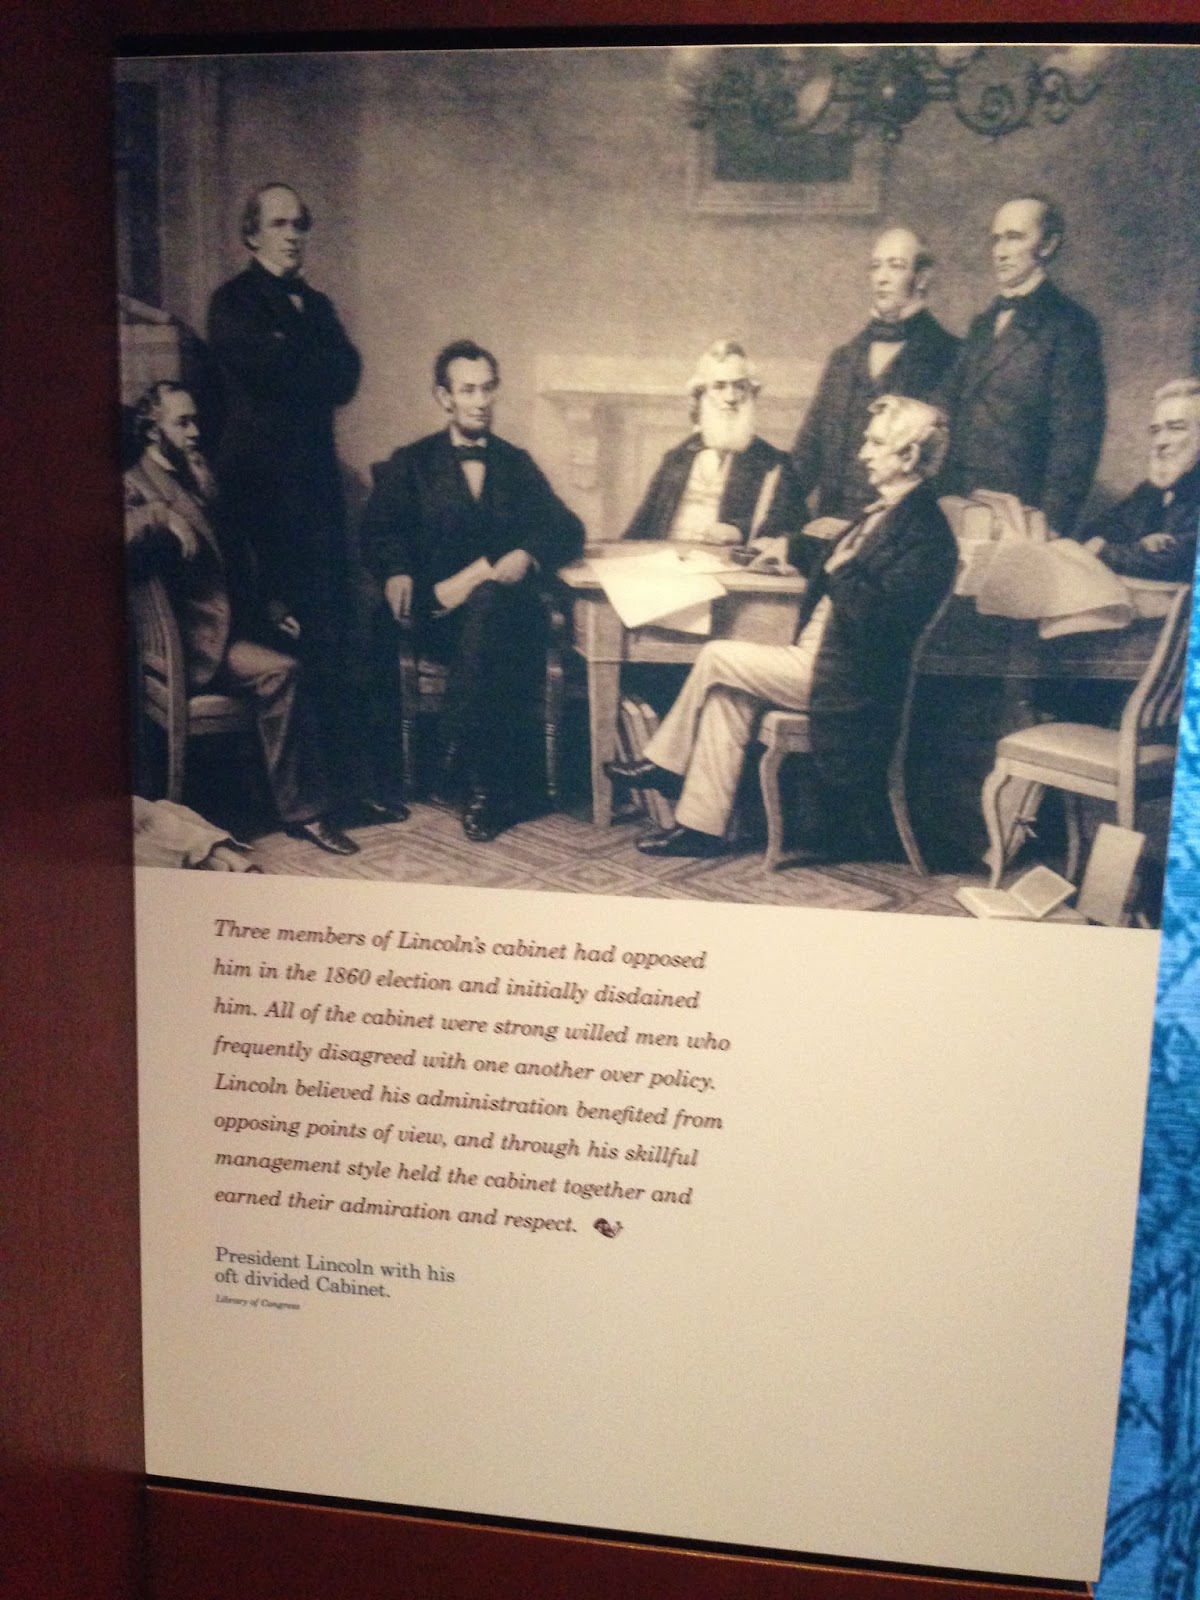 Three members of Lincoln's cabinet had opposed
him in the 1860 election and initially disdained
him. All of the cabinet were strong willed men who
frequently disagreed with one another over policy.
Lincoln believed his administration benefited from
opposing points of view, and through his skillful
management style held the cabinet together and
earned their admiration and respect.
President Lincoln with his
oft divided Cabinet.
Library of Congress